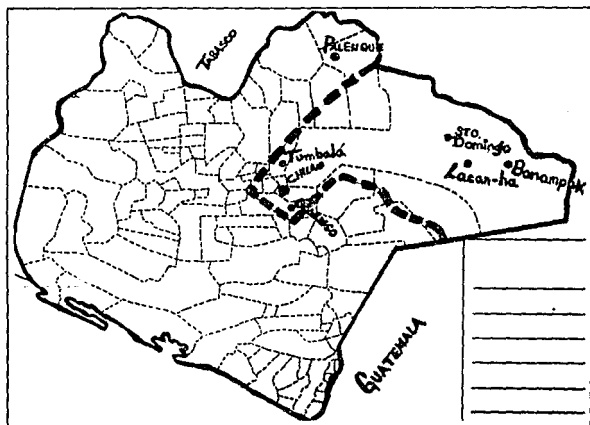 TABASCO
PALENQUE
STO.
Domingo
Bonampak
Lacan-ha
Tumbalá
GUATEMALA